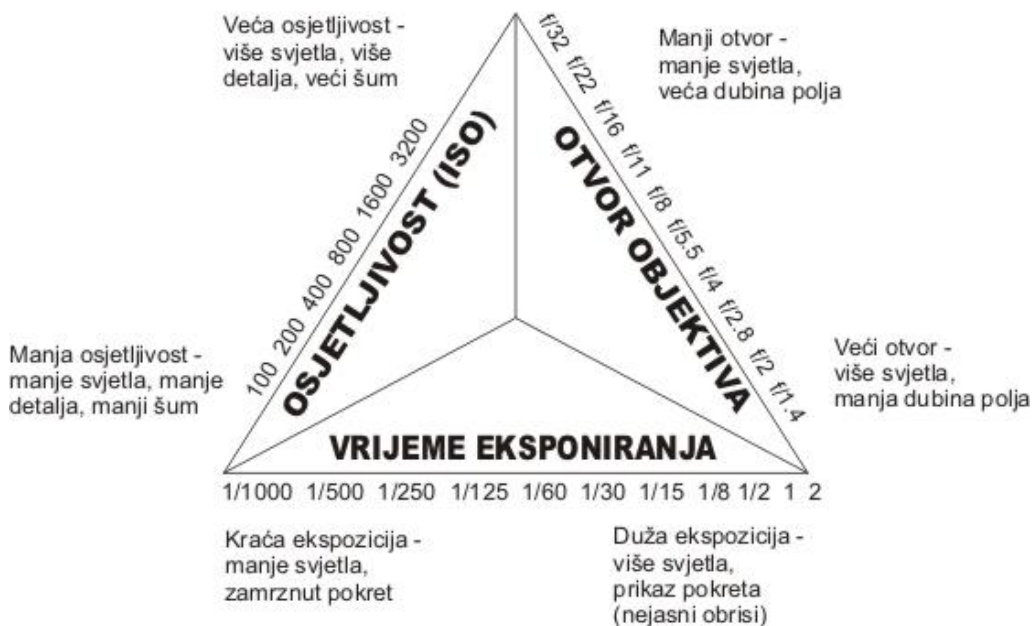 Veća osjetljivost -
više svjetla, više
detalja, veći šum
Manji otvor -
manje svjetla,
veća dubina polja
f/32 f/22 f/16 f/11 f/8 f/5.5 f/4 f/2.8 f/2 f/1.4
OTVOR OBJEKTIVA
100 200 400 800 1600 3200
OSJETLJIVOST (ISO)
Manja osjetljivost -
manje svjetla, manje
detalja, manji šum
Veći otvor -
više svjetla,
manja dubina polja
VRIJEME EKSPONIRANJA
1/1000 1/500 1/250 1/125 1/60 1/30 1/15 1/8 1/2 1 2
Kraća ekspozicija -
manje svjetla,
zamrznut pokret
Duža ekspozicija -
više svjetla,
prikaz pokreta
(nejasni obrisi)